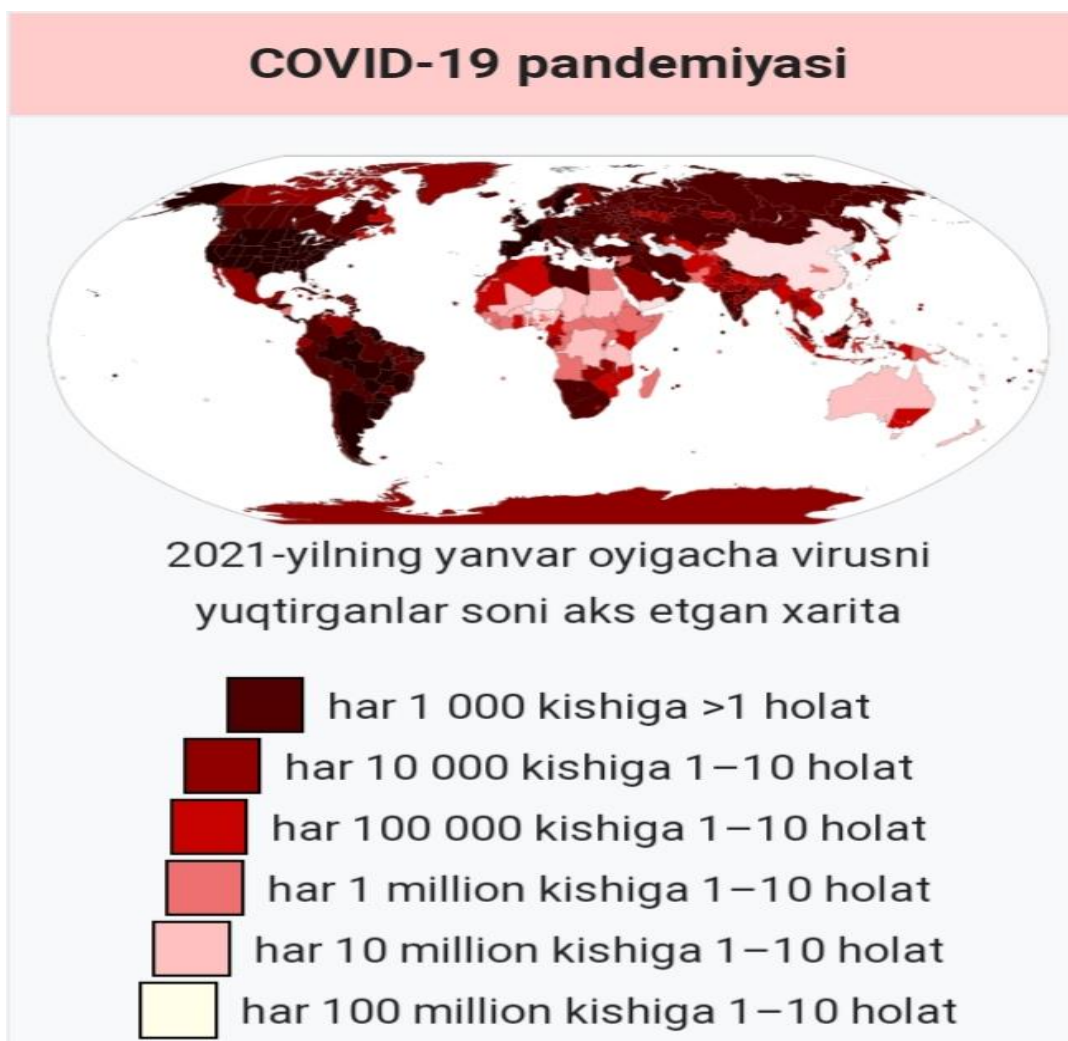 COVID-19 pandemiyasi
2021-yilning yanvar oyigacha virusni
yuqtirganlar soni aks etgan xarita
har 1 000 kishiga >1 holat
har 10 000 kishiga 1–10 holat
har 100 000 kishiga 1–10 holat
har 1 million kishiga 1–10 holat
har 10 million kishiga 1–10 holat
har 100 million kishiga 1–10 holat